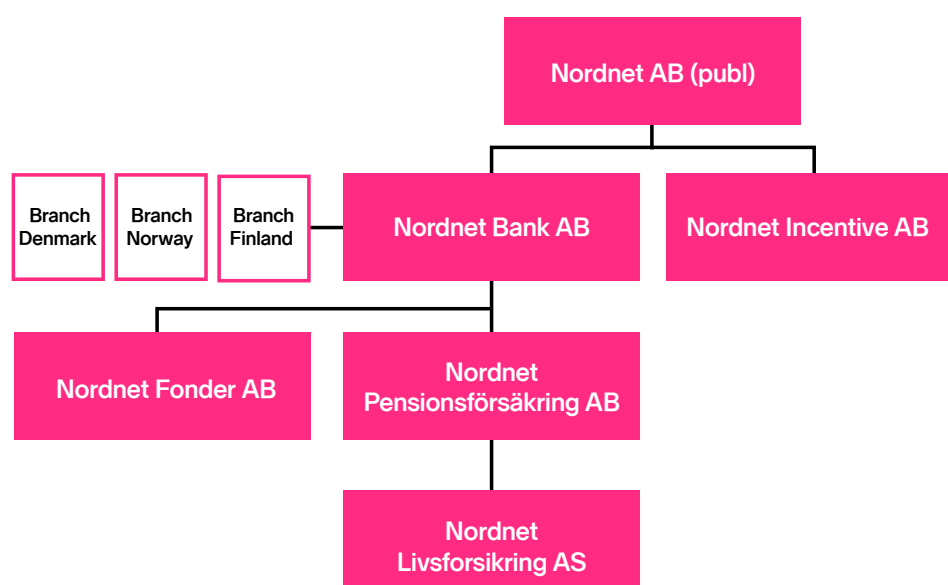 Nordnet AB (publ)
Branch
Denmark
Branch
Norway
Branch
Finland
Nordnet Bank AB
Nordnet Incentive AB
Nordnet Fonder AB
Nordnet
Pensionsförsäkring AB
Nordnet
Livsforsikring AS